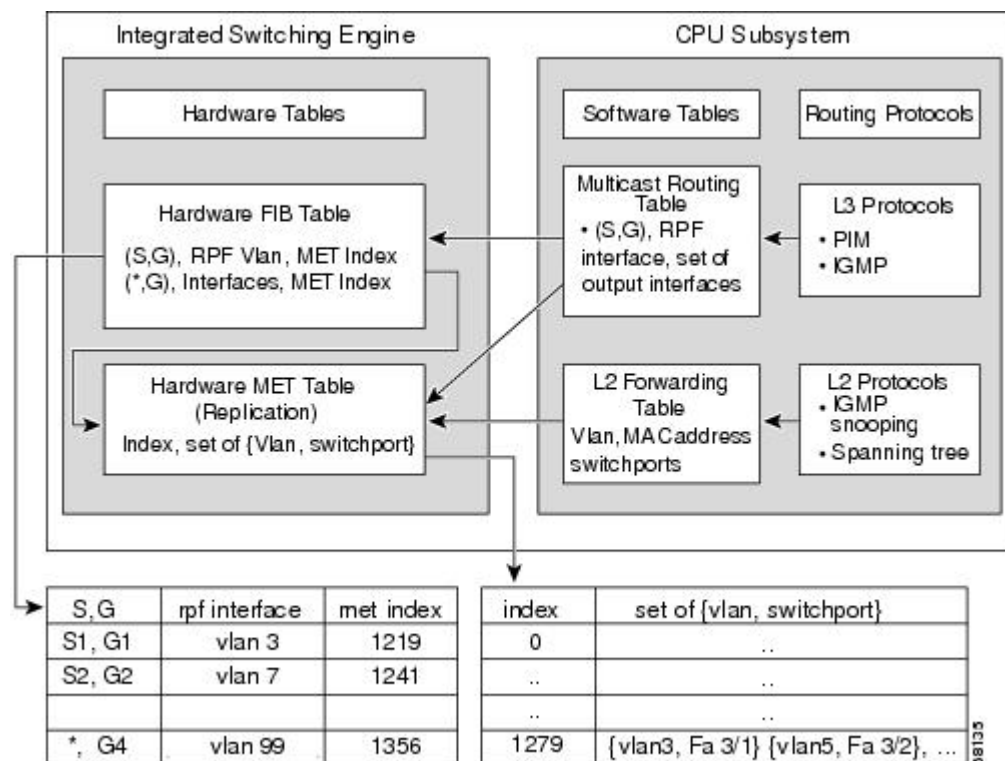 Integrated Switching Engine
CPU Subsystem
Hardware Tables
Software Tables
Routing Protocols
Hardware FIB Table
(S,G), RPF Vlan, MET Index
(*,G), Interfaces, MET Index
Multicast Routing
Table
• (S,G), RPF
interface, set of
output interfaces
L3 Protocols
• PIM
• IGMP
Hardware MET Table
(Replication)
Index, set of {Vlan, switchport}
L2 Forwarding
Table
Vlan, MAC address
switchports
L2 Protocols
• IGMP
snooping
• Spanning tree
S,G rpf interface met index
S1, G1 vlan 3 1219
S2, G2 vlan 7 1241
*, G4 vlan 99 1356
index set of {vlan, switchport}
0 ..
.. ..
.. ..
1279 {vlan3, Fa 3/1} {vlan5, Fa 3/2}, ...